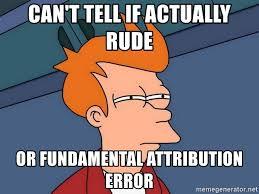 CAN'T TELL IF ACTUALLY
RUDE
OR FUNDAMENTAL ATTRIBUTION
ERROR
memegenerator.net